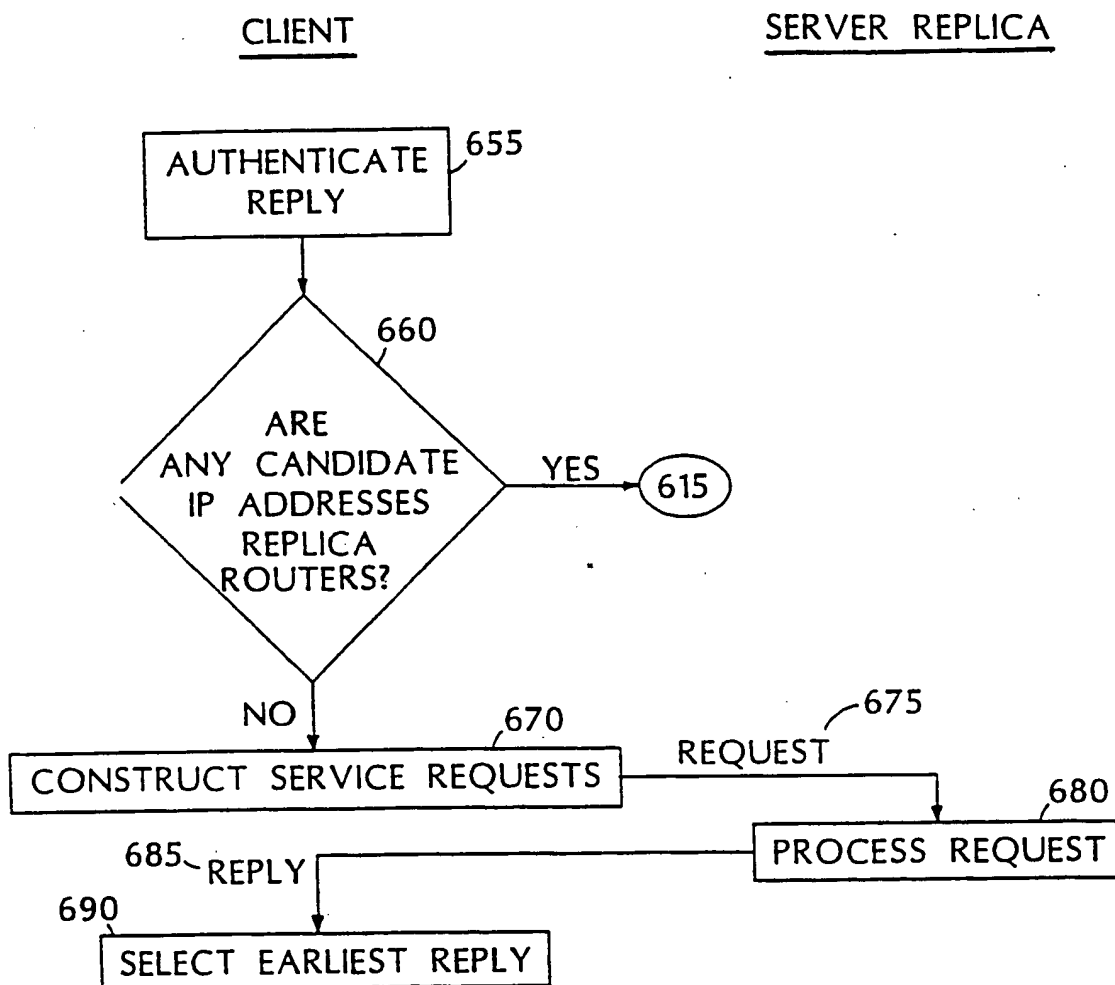 CLIENT
SERVER REPLICA
AUTHENTICATE
REPLY
655
660
ARE
ANY CANDIDATE
IP ADDRESSES
REPLICA
ROUTERS?
YES
615
NO
670
CONSTRUCT SERVICE REQUESTS
REQUEST
675
680
PROCESS REQUEST
685
REPLY
690
SELECT EARLIEST REPLY